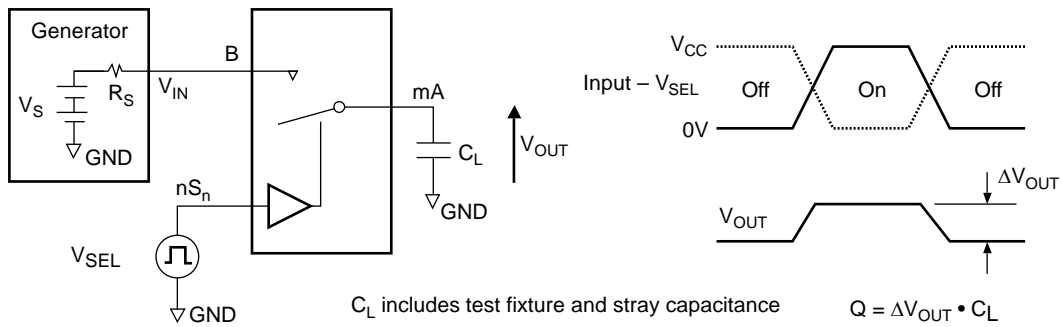 Generator
B
V_S
R_S
V_IN
GND
mA
C_L
V_OUT
GND
nS_n
V_SEL
GND
C_L includes test fixture and stray capacitance
V_CC
Input – V_SEL
Off
On
Off
0V
V_OUT
ΔV_OUT
Q = ΔV_OUT • C_L